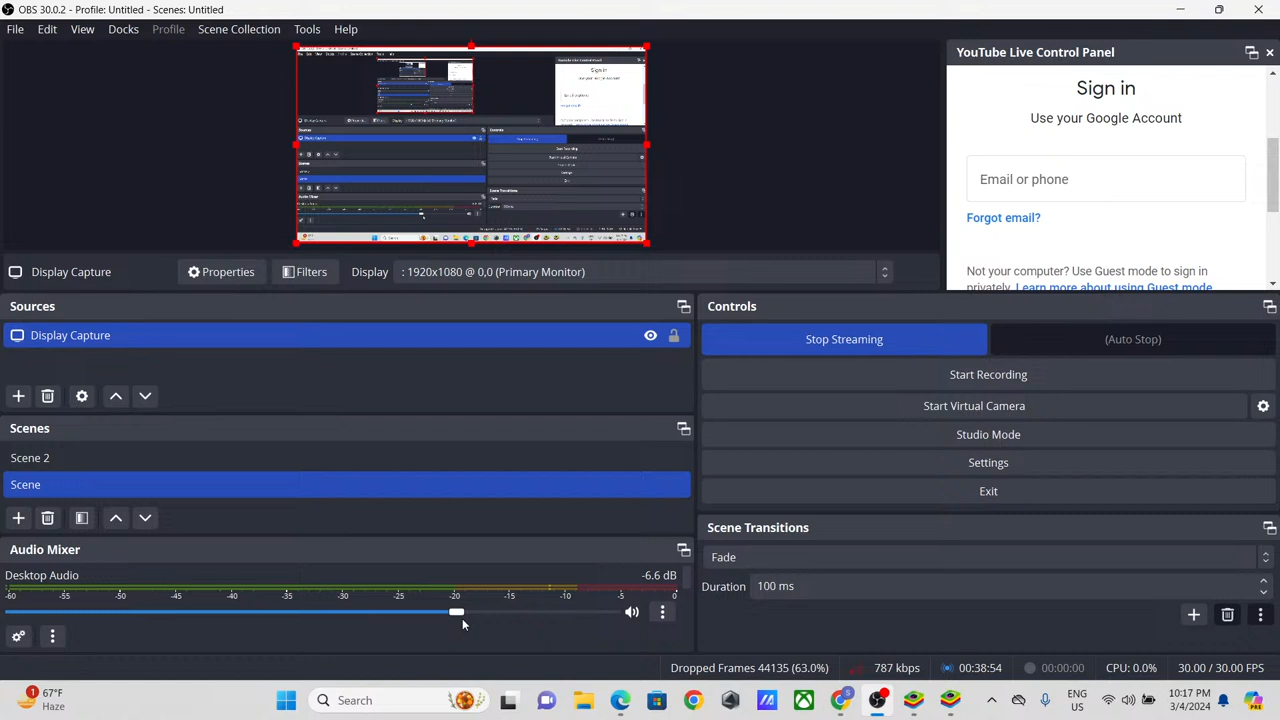 OBS 30.0.2 - Profile: Untitled - Scenes: Untitled
File Edit View Docks Profile Scene Collection Tools Help
YouTube Live Control Panel
Sign in
Use your Google Account
Email or phone
Forgot email?
Not your computer? Use Guest mode to sign in
privately. Learn more about using Guest mode
Display Capture Properties Filters Display : 1920x1080 @ 0,0 (Primary Monitor)
Sources
Display Capture
Scenes
Scene 2
Scene
Audio Mixer
Desktop Audio -6.6 dB
-60 -55 -50 -45 -40 -35 -30 -25 -20 -15 -10 -5 0
Controls
Stop Streaming (Auto Stop)
Start Recording
Start Virtual Camera
Studio Mode
Settings
Exit
Scene Transitions
Fade
Duration 100 ms
Dropped Frames 44135 (63.0%) 787 kbps 00:38:54 00:00:00 CPU: 0.0% 30.00 / 30.00 FPS
1 67°F
Haze
Search
ENG
US
10:17 PM
3/4/2024